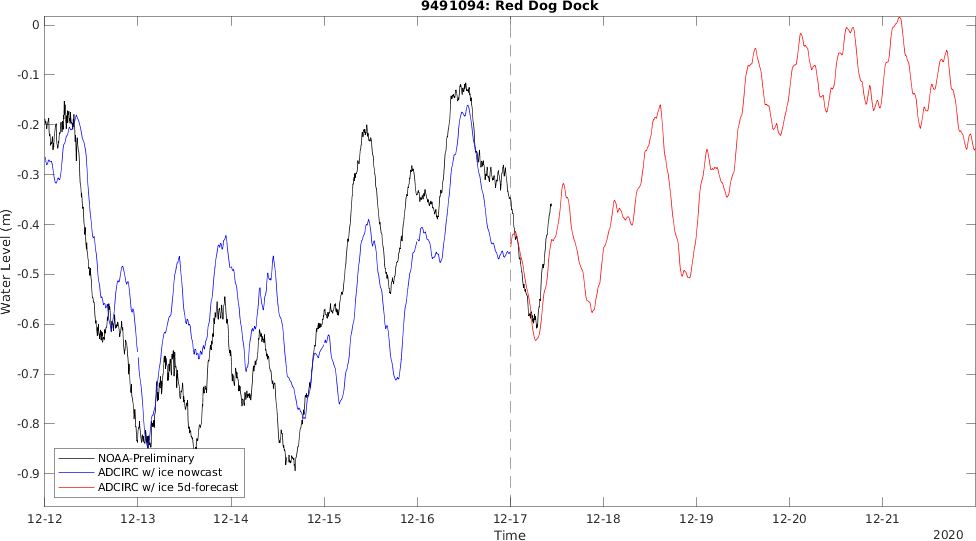 9491094: Red Dog Dock
0
-0.1
-0.2
-0.3
-0.4
-0.5
-0.6
-0.7
-0.8
-0.9
Water Level (m)
NOAA-Preliminary
ADCIRC w/ ice nowcast
ADCIRC w/ ice 5d-forecast
12-12 12-13 12-14 12-15 12-16 12-17 12-18 12-19 12-20 12-21
Time
2020